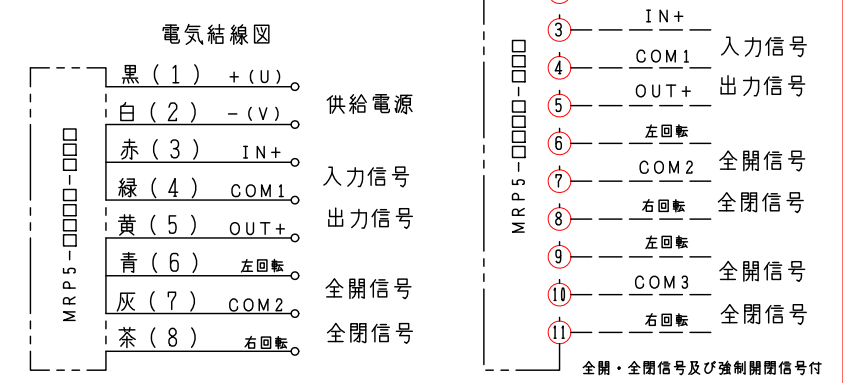 電気結線図
MRP5-□□□□-□□□
黒(1) +(U)
白(2) -(V)
供給電源
赤(3) IN+
緑(4) COM1
入力信号
黄(5) OUT+
出力信号
青(6) 左回転
灰(7) COM2
全開信号
茶(8) 右回転
全閉信号
MRP5-□□□□-□□□
③ IN+
④ COM1
入力信号
⑤ OUT+
出力信号
⑥ 左回転
⑦ COM2
全開信号
⑧ 右回転
全閉信号
⑨ 左回転
⑩ COM3
全開信号
⑪ 右回転
全閉信号
全開・全閉信号及び強制開閉信号付